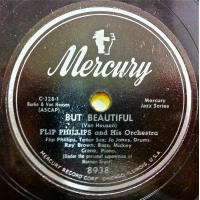 Mercury
C-328-1
Burke & Van Heusen
(ASCAP)
Mercury
Jazz Series
BUT BEAUTIFUL
(Van Heusen)
FLIP PHILLIPS and His Orchestra
Flip Phillips, Tenor Sax; Jo Jones, Drums;
Ray Brown, Bass; Mickey
Crane, Piano.
(Under the personal supervision of
Norman Granz)
8938
MERCURY RECORD CORP. CHICAGO, ILL. U.S.A.